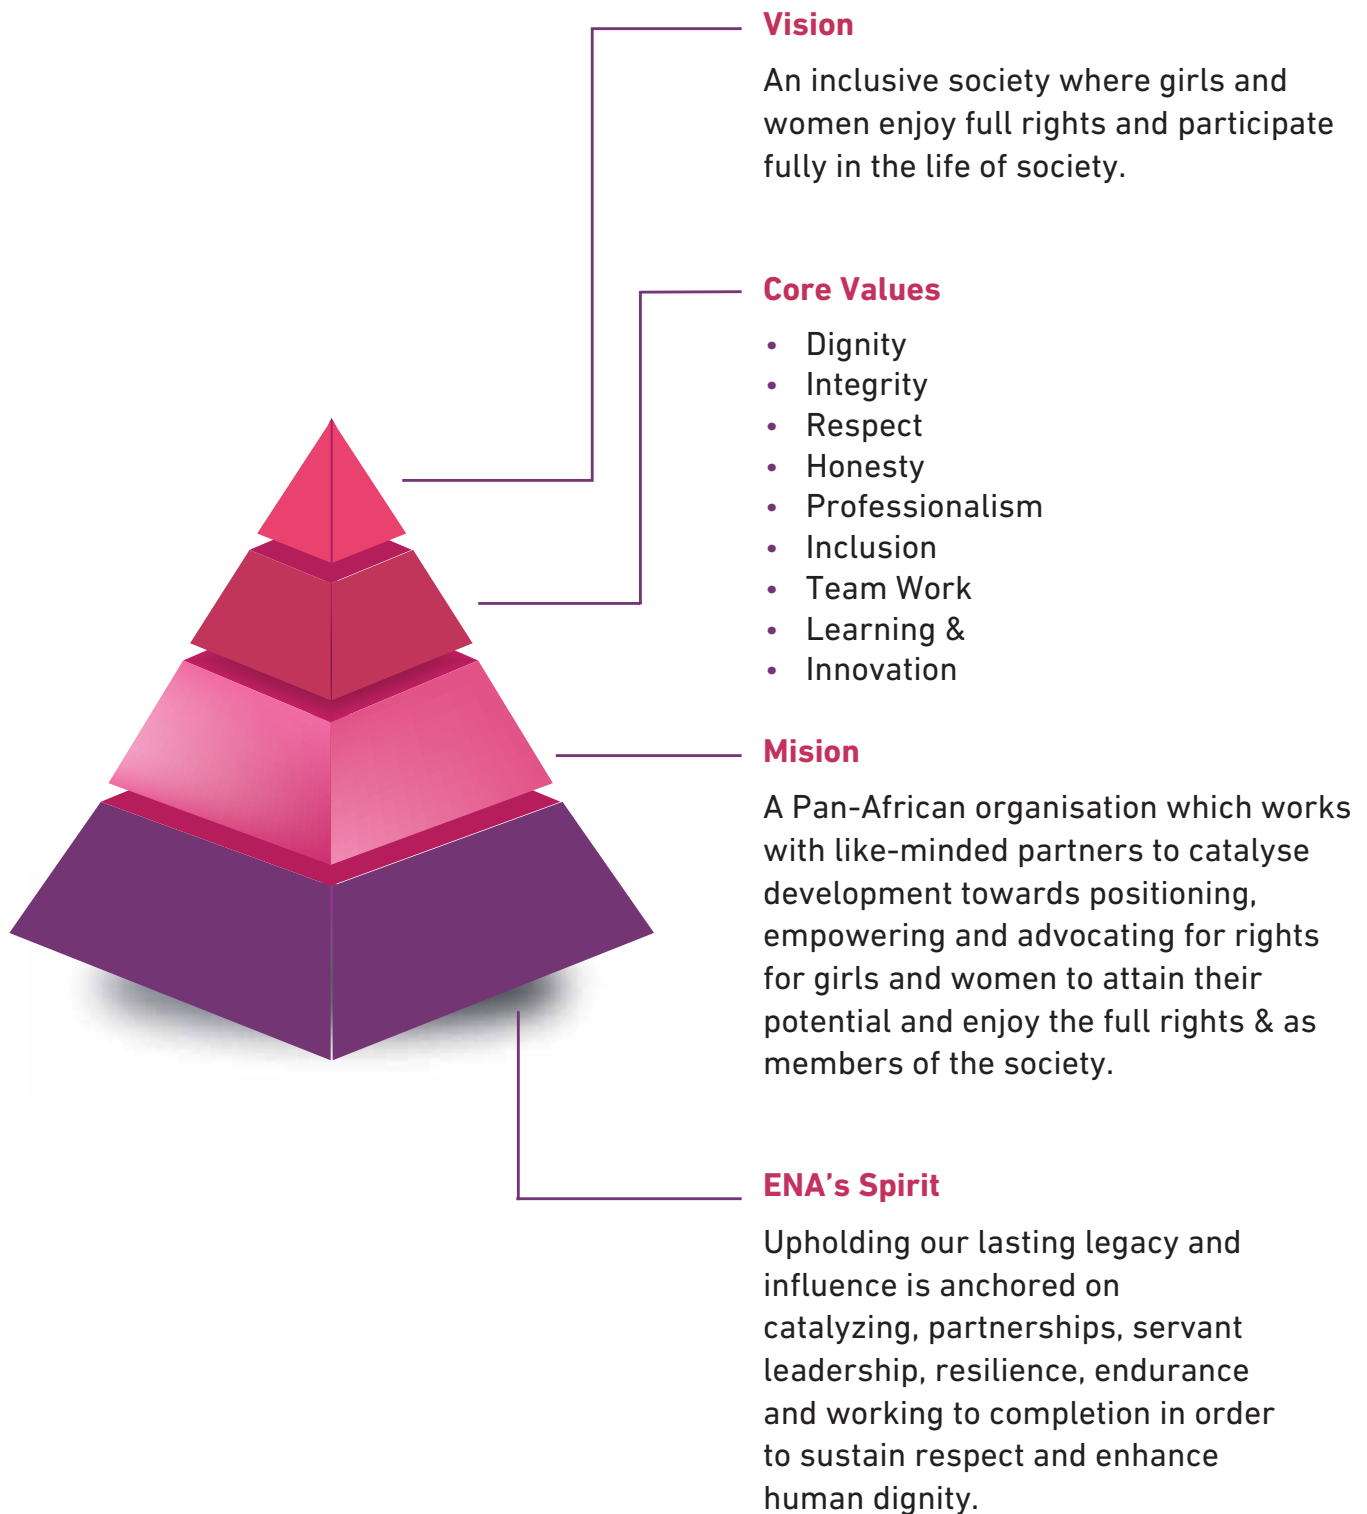 Vision
An inclusive society where girls and
women enjoy full rights and participate
fully in the life of society.
Core Values
• Dignity
• Integrity
• Respect
• Honesty
• Professionalism
• Inclusion
• Team Work
• Learning &
• Innovation
Mision
A Pan-African organisation which works
with like-minded partners to catalyse
development towards positioning,
empowering and advocating for rights
for girls and women to attain their
potential and enjoy the full rights & as
members of the society.
ENA’s Spirit
Upholding our lasting legacy and
influence is anchored on
catalyzing, partnerships, servant
leadership, resilience, endurance
and working to completion in order
to sustain respect and enhance
human dignity.